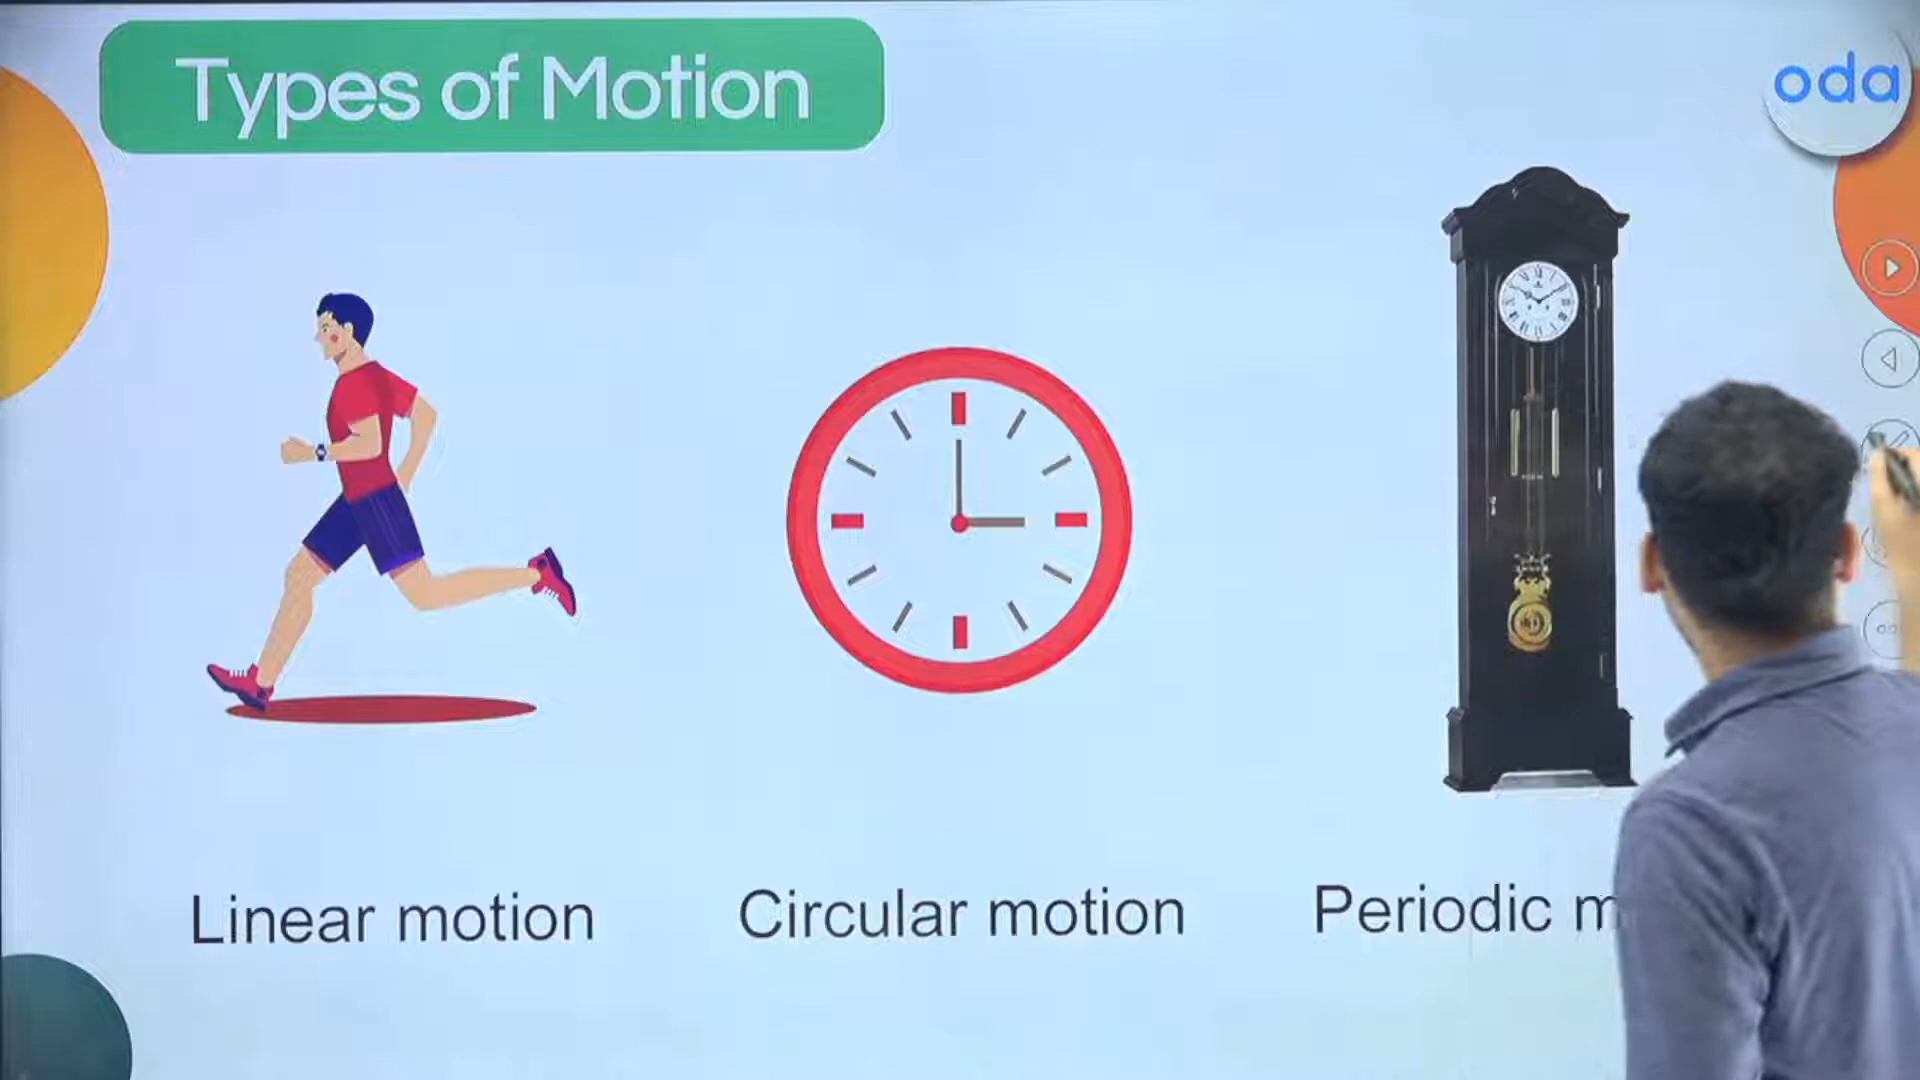 Types of Motion
oda
Linear motion
Circular motion
Periodic m